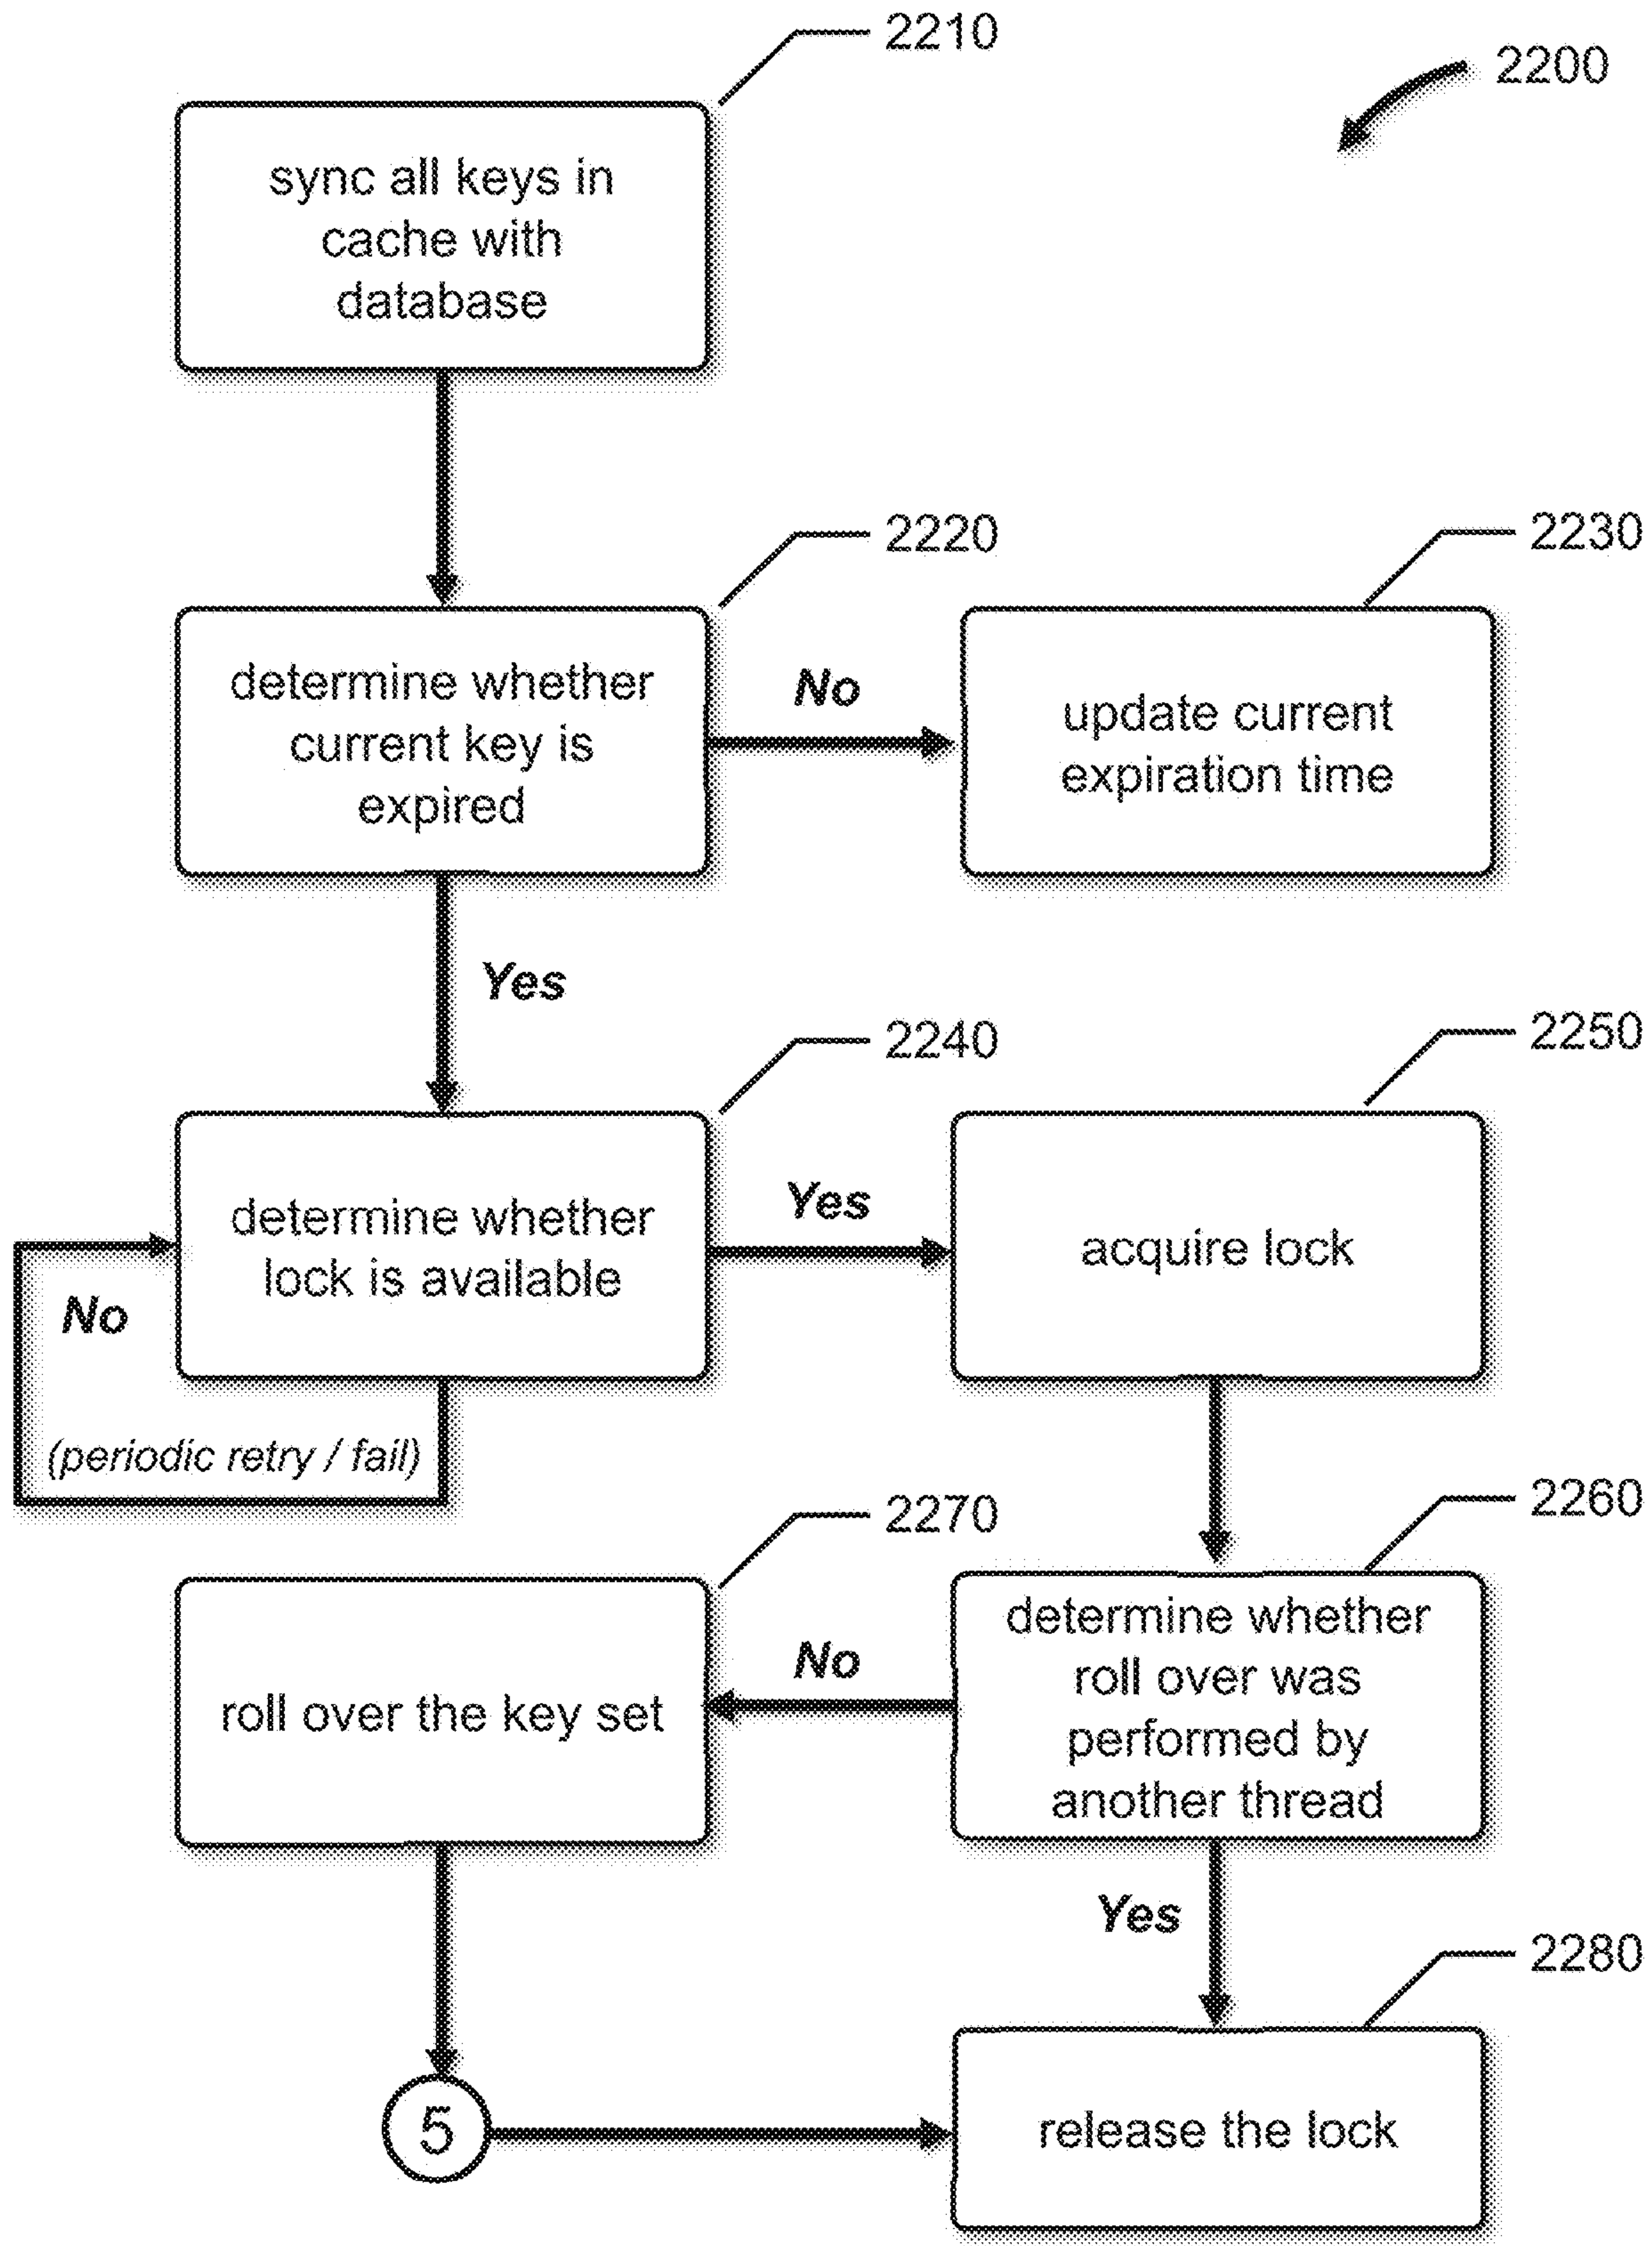 2210
2200
sync all keys in
cache with
database
2220
2230
determine whether
current key is
expired
No
update current
expiration time
Yes
2240
2250
determine whether
lock is available
Yes
acquire lock
No
(periodic retry / fail)
2270
2260
roll over the key set
No
determine whether
roll over was
performed by
another thread
Yes
2280
5
release the lock